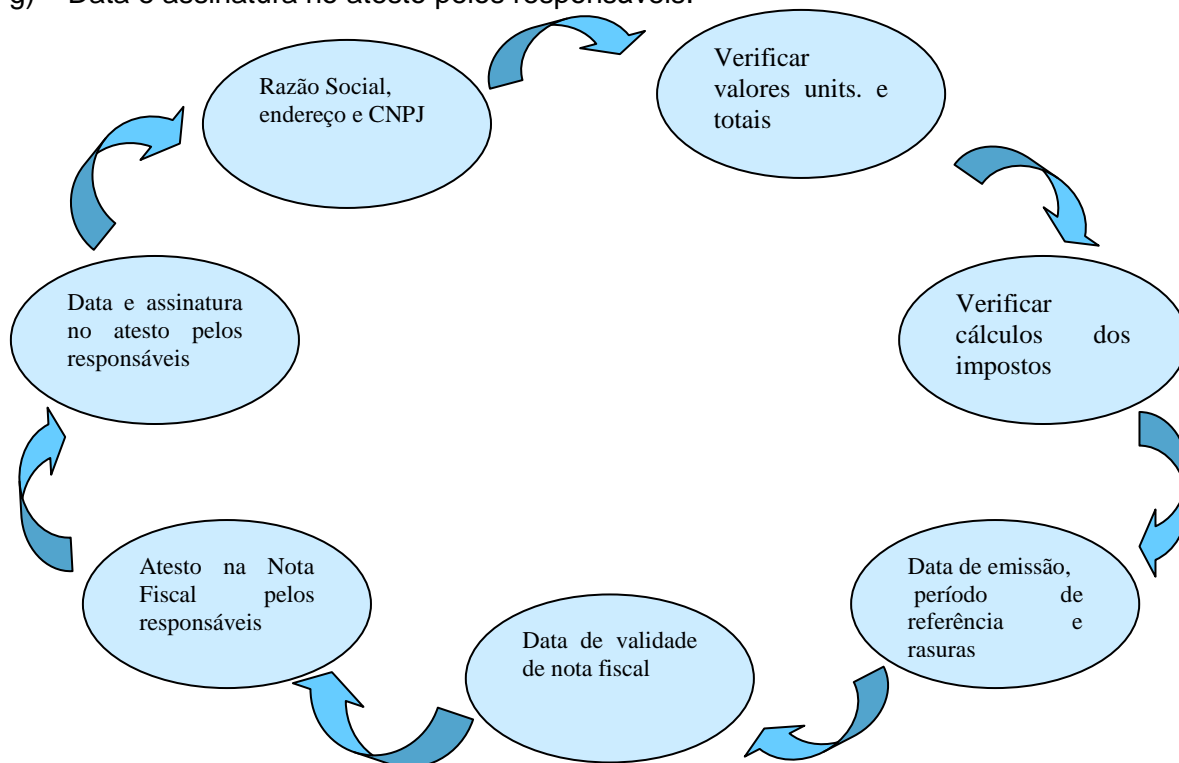 g) Data e assinatura no atesto pelos responsáveis.
Razão Social,
endereço e CNPJ
Verificar
valores units. e
totais
Verificar
cálculos dos
impostos
Data de emissão,
período de
referência e
rasuras
Data de validade
de nota fiscal
Atesto na Nota
Fiscal pelos
responsáveis
Data e assinatura
no atesto pelos
responsáveis